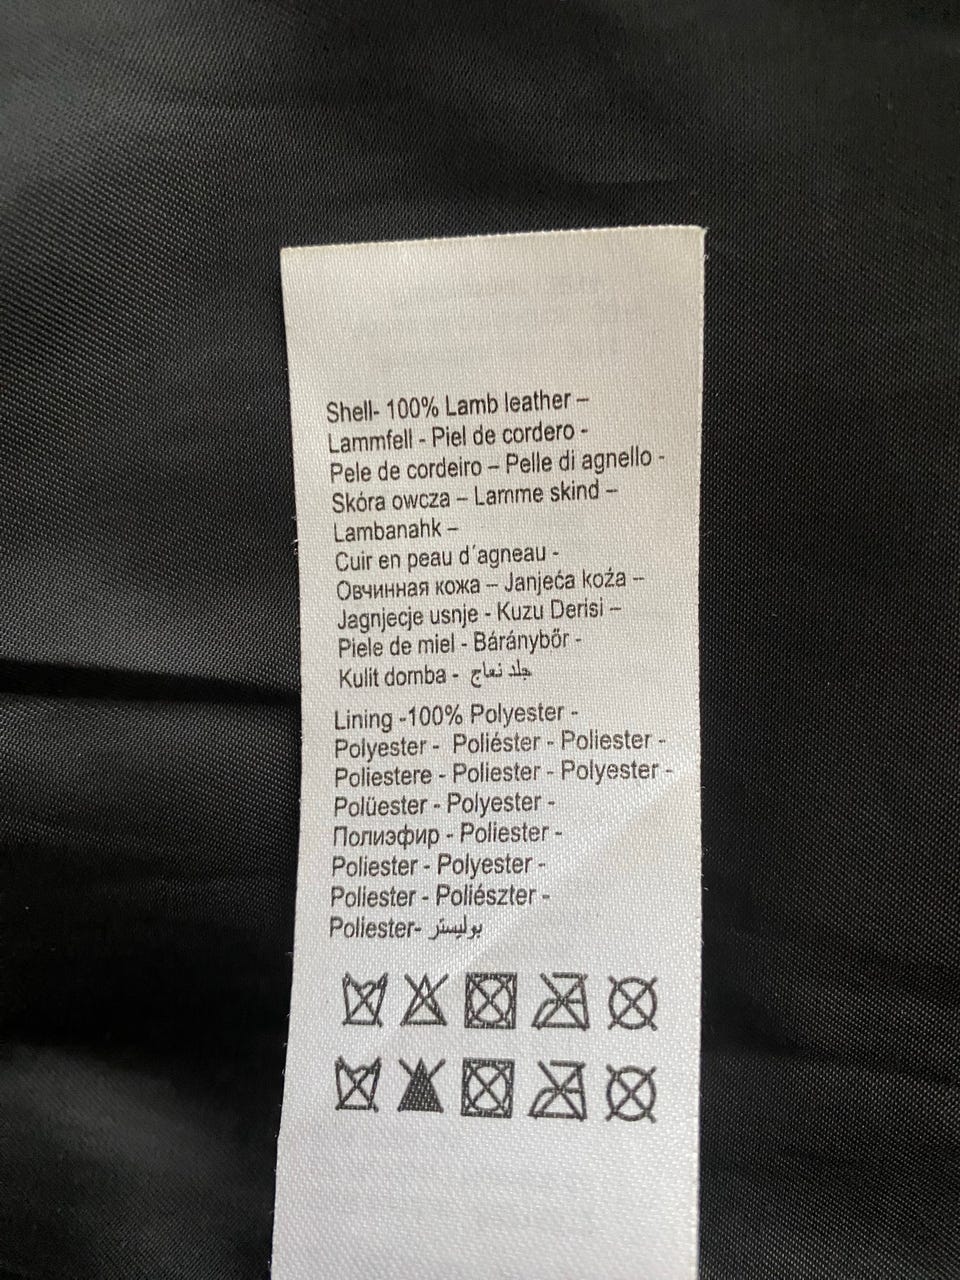 Shell- 100% Lamb leather –
Lammfell - Piel de cordero -
Pele de cordeiro – Pelle di agnello -
Skóra owcza – Lamme skind –
Lambanahk –
Cuir en peau d´agneau -
Овчинная кожа – Janjeća koźa –
Jagnjecje usnje - Kuzu Derisi –
Piele de miel - Báránybőr -
Kulit domba - جلد نعاج
Lining -100% Polyester -
Polyester - Poliéster - Poliester -
Poliestere - Poliester - Polyester -
Polüester - Polyester -
Полиэфир - Poliester -
Poliester - Polyester -
Poliester - Poliészter -
Poliester- بوليستر